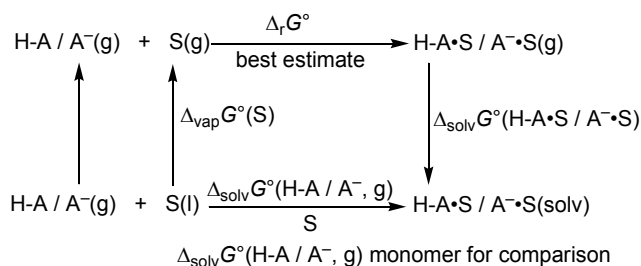 ΔrG°
H-A / A⁻(g) + S(g) H-A•S / A⁻•S(g)
best estimate
ΔvapG°(S) ΔsolvG°(H-A•S / A⁻•S)
ΔsolvG°(H-A / A⁻, g)
H-A / A⁻(g) + S(l) H-A•S / A⁻•S(solv)
S
ΔsolvG°(H-A / A⁻, g) monomer for comparison